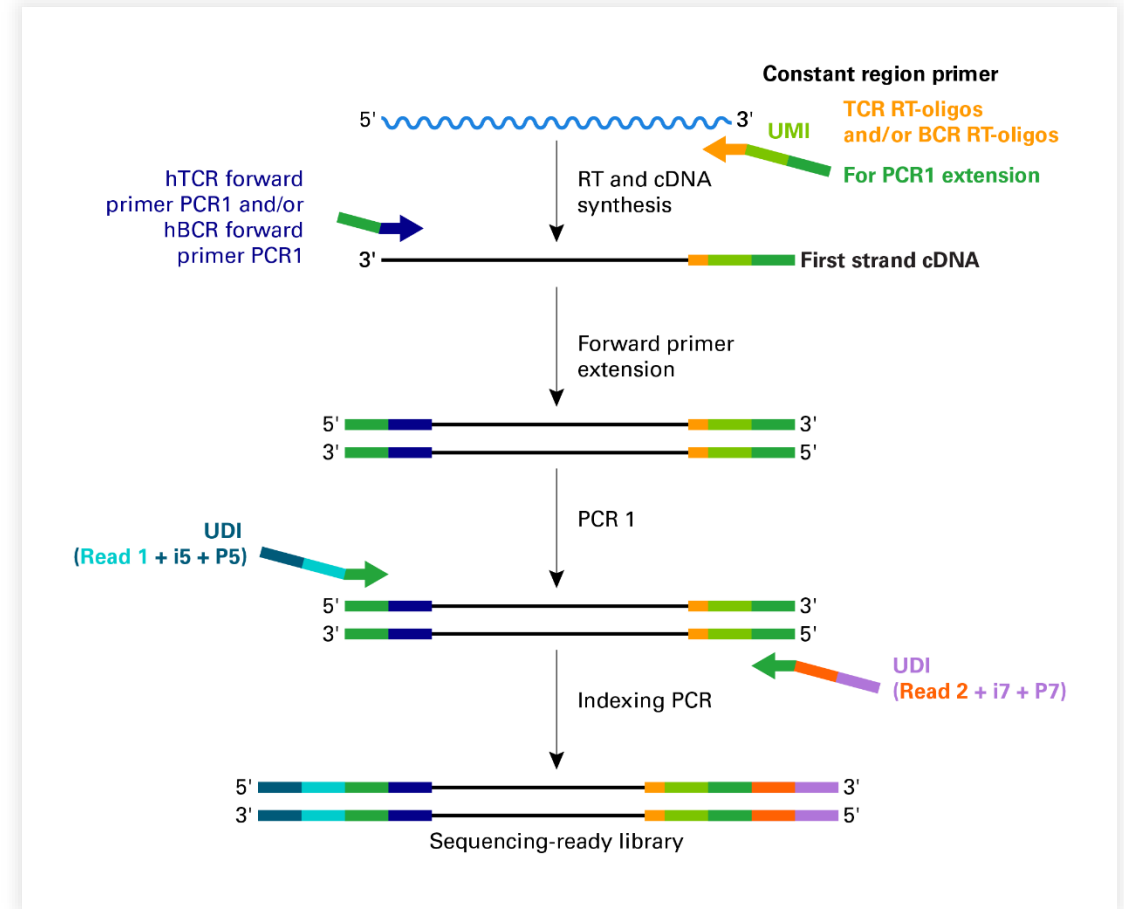 Constant region primer
TCR RT-oligos
and/or BCR RT-oligos
5'
3'
UMI
For PCR1 extension
hTCR forward
primer PCR1 and/or
hBCR forward
primer PCR1
RT and cDNA
synthesis
3'
First strand cDNA
Forward primer
extension
5'
3'
3'
5'
PCR 1
UDI
(Read 1 + i5 + P5)
5'
3'
3'
5'
UDI
(Read 2 + i7 + P7)
Indexing PCR
5'
3'
3'
5'
Sequencing-ready library